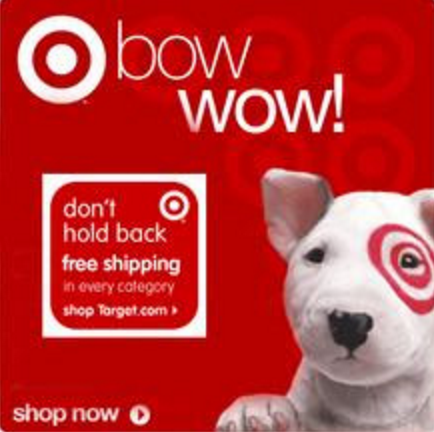 bow
wow!
don't
hold back
free shipping
in every category
shop Target.com
shop now